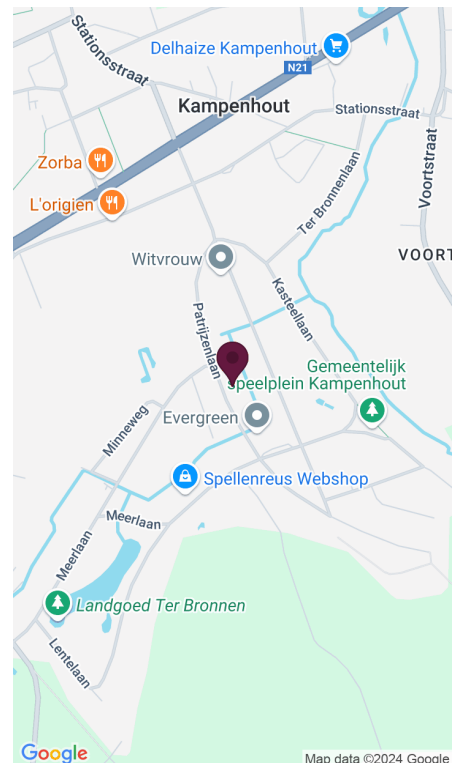 Stationsstraat
Delhaize Kampenhout
N21
Kampenhout
Stationsstraat
Voortstraat
Zorba
L'origien
Ter Bronnenlaan
Witvrouw
VOORT
Kasteellaan
Patrijzenlaan
Gemeentelijk
speelplein Kampenhout
Minneweg
Evergreen
Spellenreus Webshop
Meerlaan
Meerlaan
Landgoed Ter Bronnen
Lentelaan
Google
Map data ©2024 Google